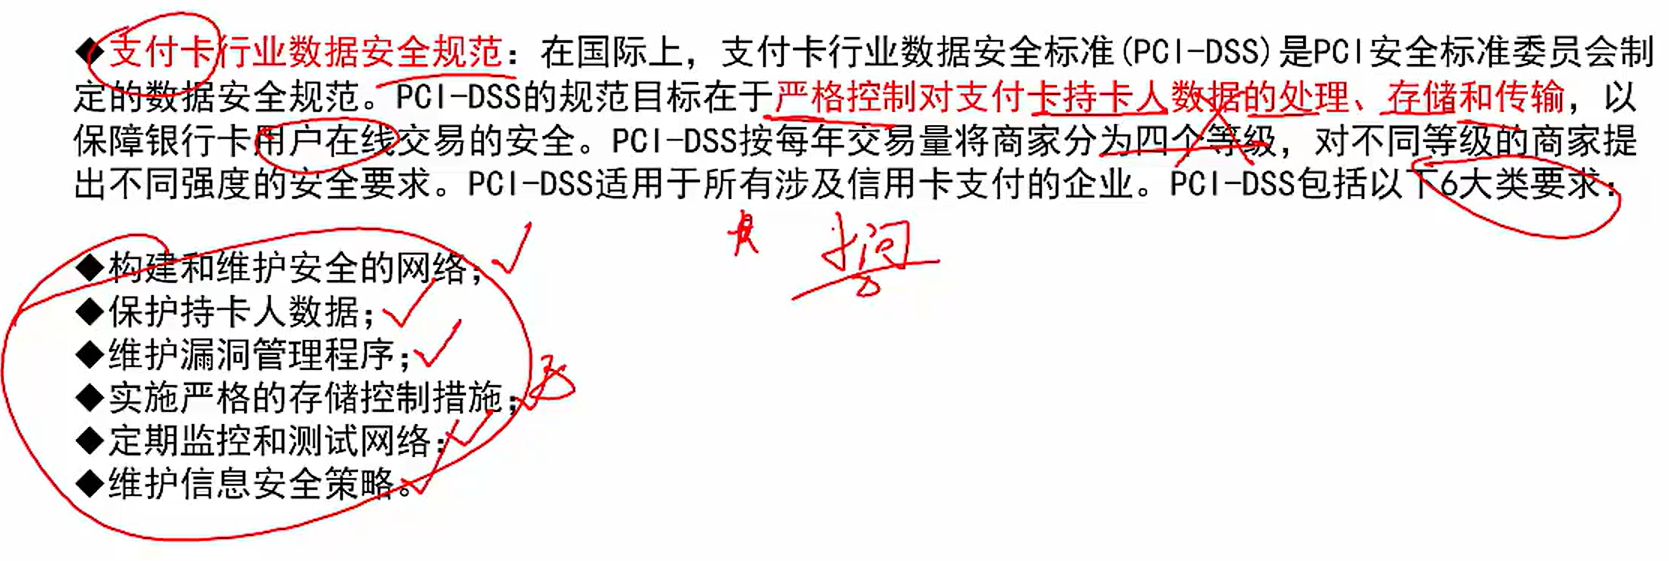 ◆支付卡行业数据安全规范：在国际上，支付卡行业数据安全标准(PCI-DSS)是PCI安全标准委员会制
定的数据安全规范。PCI-DSS的规范目标在于严格控制对支付卡持卡人数据的处理、存储和传输，以
保障银行卡用户在线交易的安全。PCI-DSS按每年交易量将商家分为四个等级，对不同等级的商家提
出不同强度的安全要求。PCI-DSS适用于所有涉及信用卡支付的企业。PCI-DSS包括以下6大类要求：
◆构建和维护安全的网络；
◆保护持卡人数据；
◆维护漏洞管理程序；
◆实施严格的存储控制措施；
◆定期监控和测试网络；
◆维护信息安全策略。